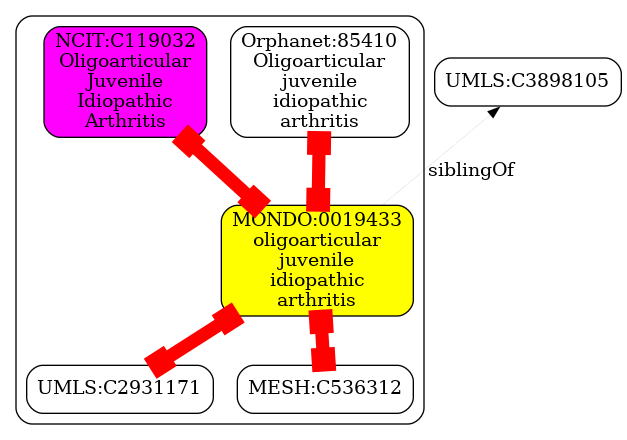 NCIT:C119032
Oligoarticular
Juvenile
Idiopathic
Arthritis
Orphanet:85410
Oligoarticular
juvenile
idiopathic
arthritis
UMLS:C3898105
siblingOf
MONDO:0019433
oligoarticular
juvenile
idiopathic
arthritis
UMLS:C2931171
MESH:C536312